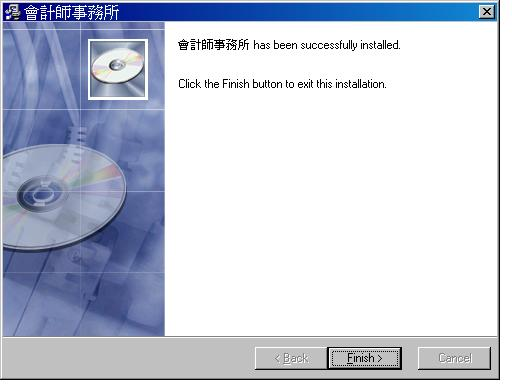 會計師事務所
會計師事務所 has been successfully installed.
Click the Finish button to exit this installation.
< Back
Finish >
Cancel